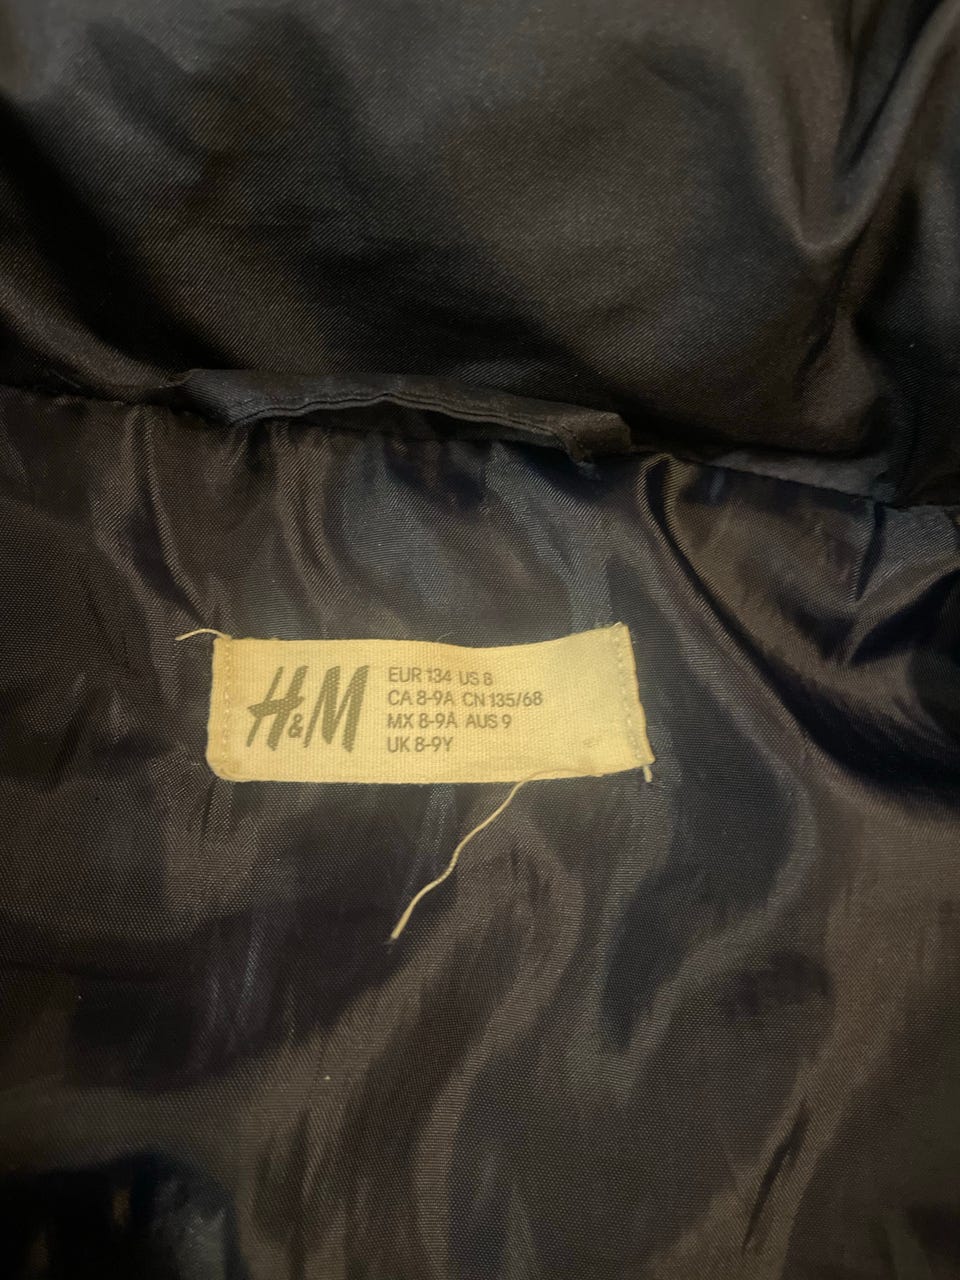 H&M
EUR 134 US 8
CA 8-9A CN 135/68
MX 8-9A AUS 9
UK 8-9Y